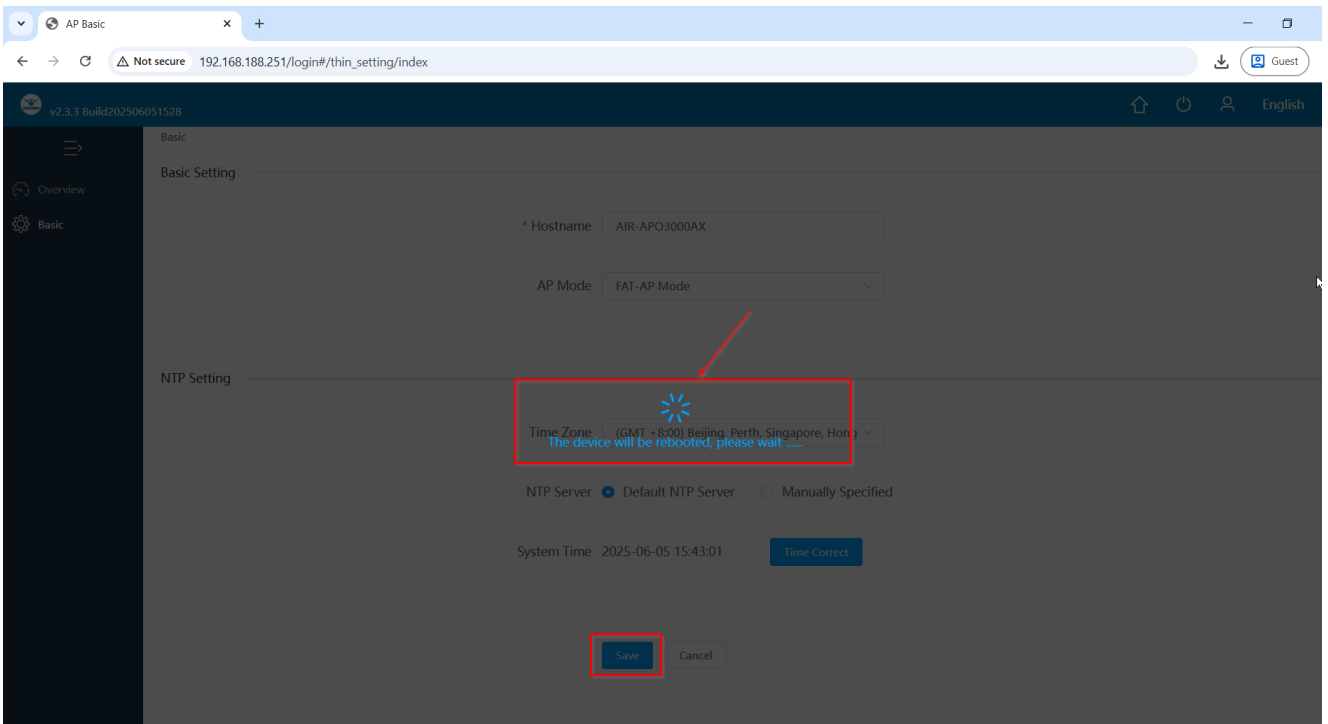 AP Basic
Not secure 192.168.188.251/login#/thin_setting/index Guest
v2.3.3 Build202506051528 English
Basic
Overview
Basic
Basic Setting
* Hostname AIR-APO3000AX
AP Mode FAT-AP Mode
NTP Setting
Time Zone (GMT +8:00) Beijing, Perth, Singapore, Hong
The device will be rebooted, please wait ......
NTP Server Default NTP Server Manually Specified
System Time 2025-06-05 15:43:01 Time Correct
Save Cancel